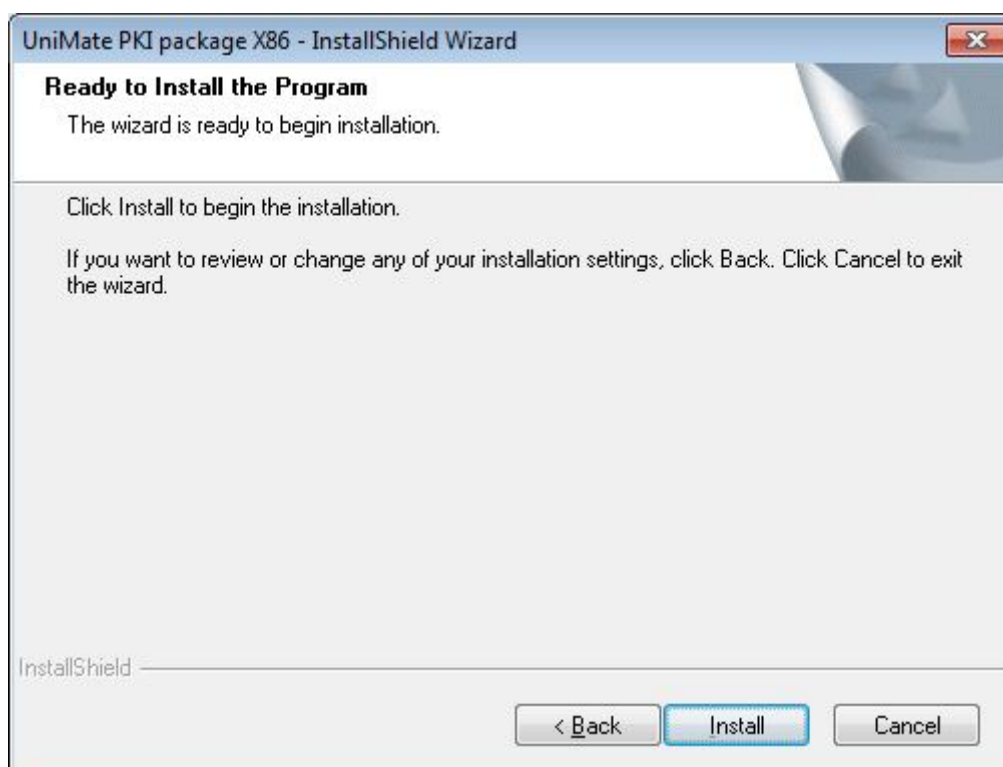 UniMate PKI package X86 - InstallShield Wizard
Ready to Install the Program
The wizard is ready to begin installation.
Click Install to begin the installation.
If you want to review or change any of your installation settings, click Back. Click Cancel to exit
the wizard.
InstallShield
< Back Install Cancel